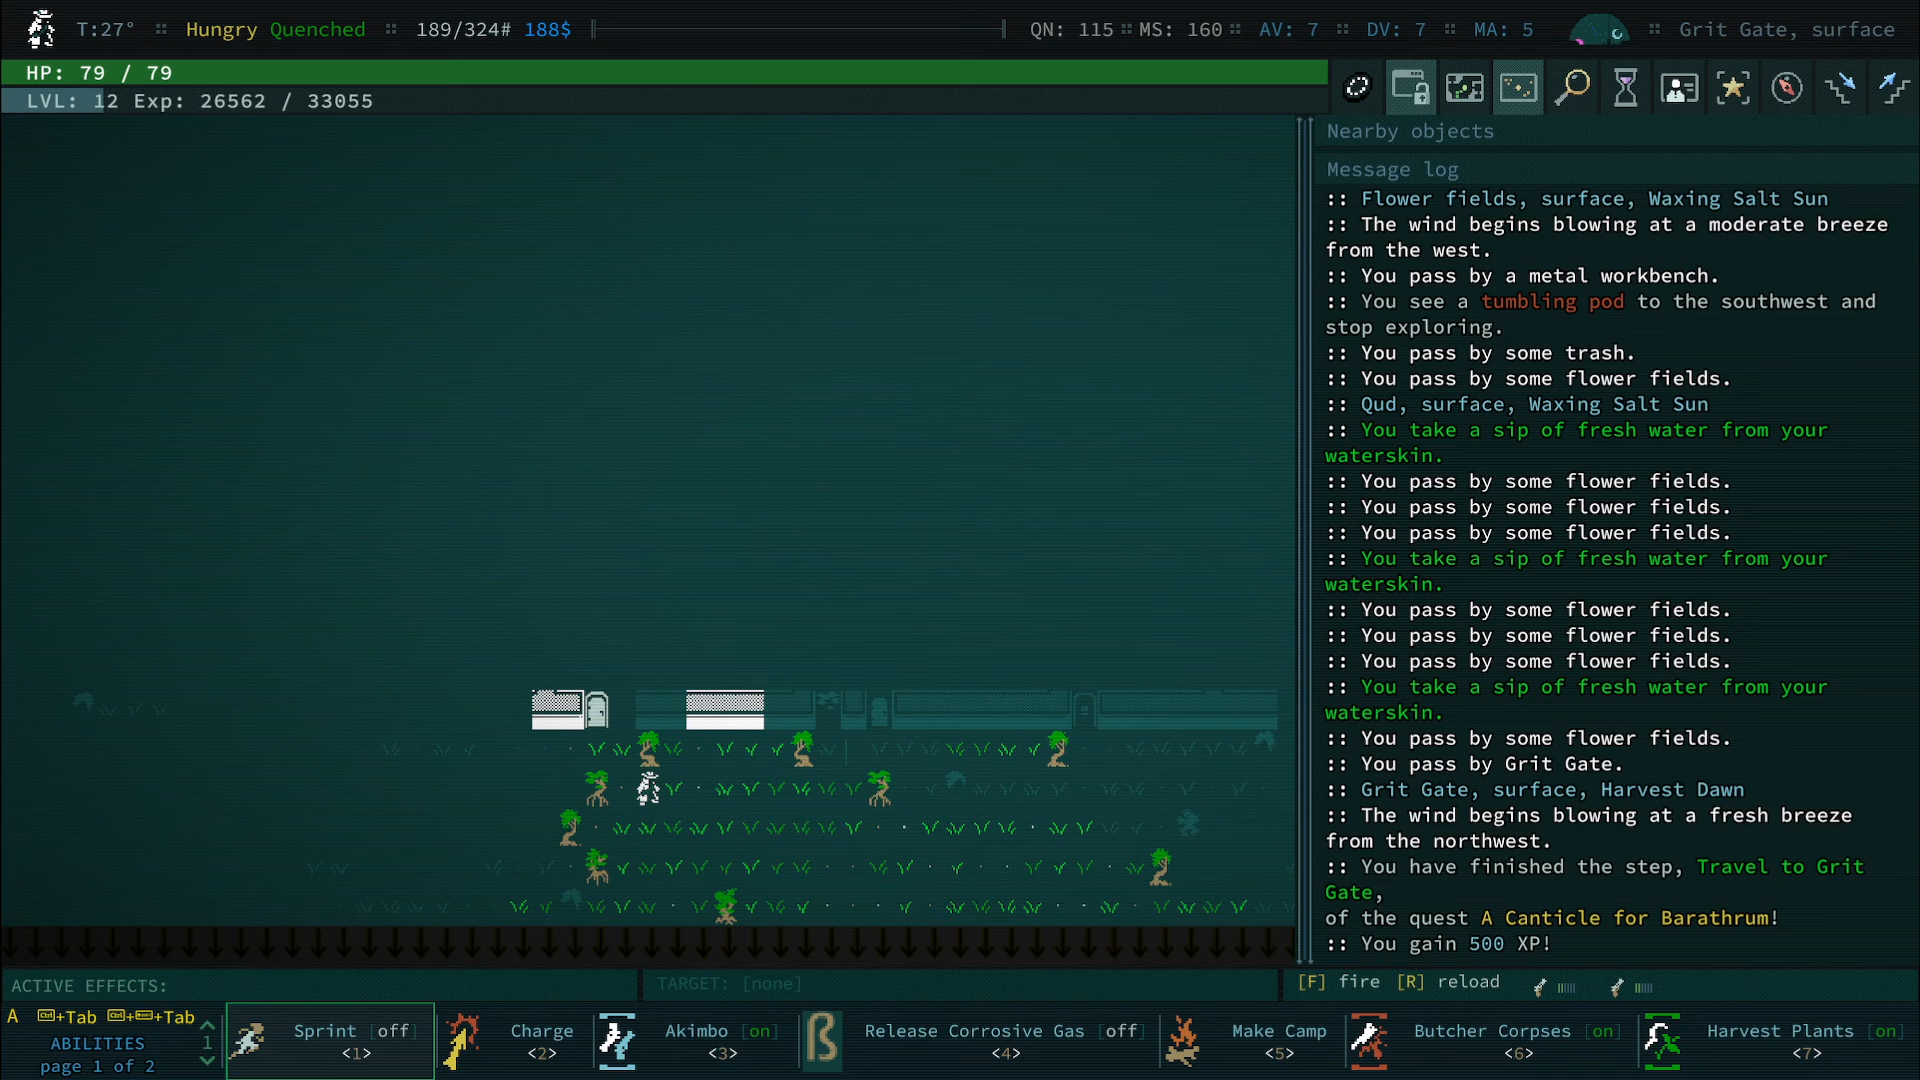 T:27° Hungry Quenched 189/324# 188$ QN: 115 MS: 160 AV: 7 DV: 7 MA: 5 Grit Gate, surface
HP: 79 / 79
LVL: 12 Exp: 26562 / 33055
Nearby objects
Message log
:: Flower fields, surface, Waxing Salt Sun
:: The wind begins blowing at a moderate breeze
from the west.
:: You pass by a metal workbench.
:: You see a tumbling pod to the southwest and
stop exploring.
:: You pass by some trash.
:: You pass by some flower fields.
:: Qud, surface, Waxing Salt Sun
:: You take a sip of fresh water from your
waterskin.
:: You pass by some flower fields.
:: You pass by some flower fields.
:: You pass by some flower fields.
:: You take a sip of fresh water from your
waterskin.
:: You pass by some flower fields.
:: You pass by some flower fields.
:: You pass by some flower fields.
:: You take a sip of fresh water from your
waterskin.
:: You pass by some flower fields.
:: You pass by Grit Gate.
:: Grit Gate, surface, Harvest Dawn
:: The wind begins blowing at a fresh breeze
from the northwest.
:: You have finished the step, Travel to Grit
Gate,
of the quest A Canticle for Barathrum!
:: You gain 500 XP!
ACTIVE EFFECTS:
TARGET: [none]
[F] fire [R] reload
A Ctrl+Tab Ctrl+ +Tab
ABILITIES
page 1 of 2
1
Sprint [off]
<1>
Charge
<2>
Akimbo [on]
<3>
Release Corrosive Gas [off]
<4>
Make Camp
<5>
Butcher Corpses [on]
<6>
Harvest Plants [on]
<7>